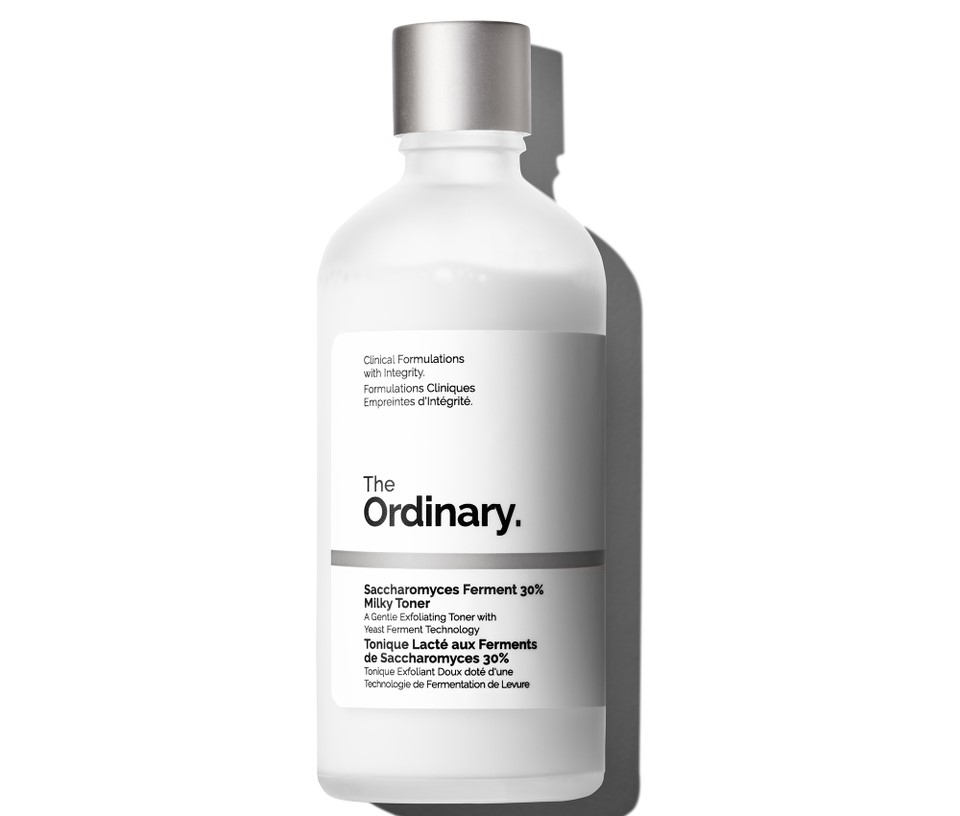 Clinical Formulations
with Integrity.
Formulations Cliniques
Empreintes d'Intégrité.
The
Ordinary.
Saccharomyces Ferment 30%
Milky Toner
A Gentle Exfoliating Toner with
Yeast Ferment Technology
Tonique Lacté aux Ferments
de Saccharomyces 30%
Tonique Exfoliant Doux doté d'une
Technologie de Fermentation de Levure